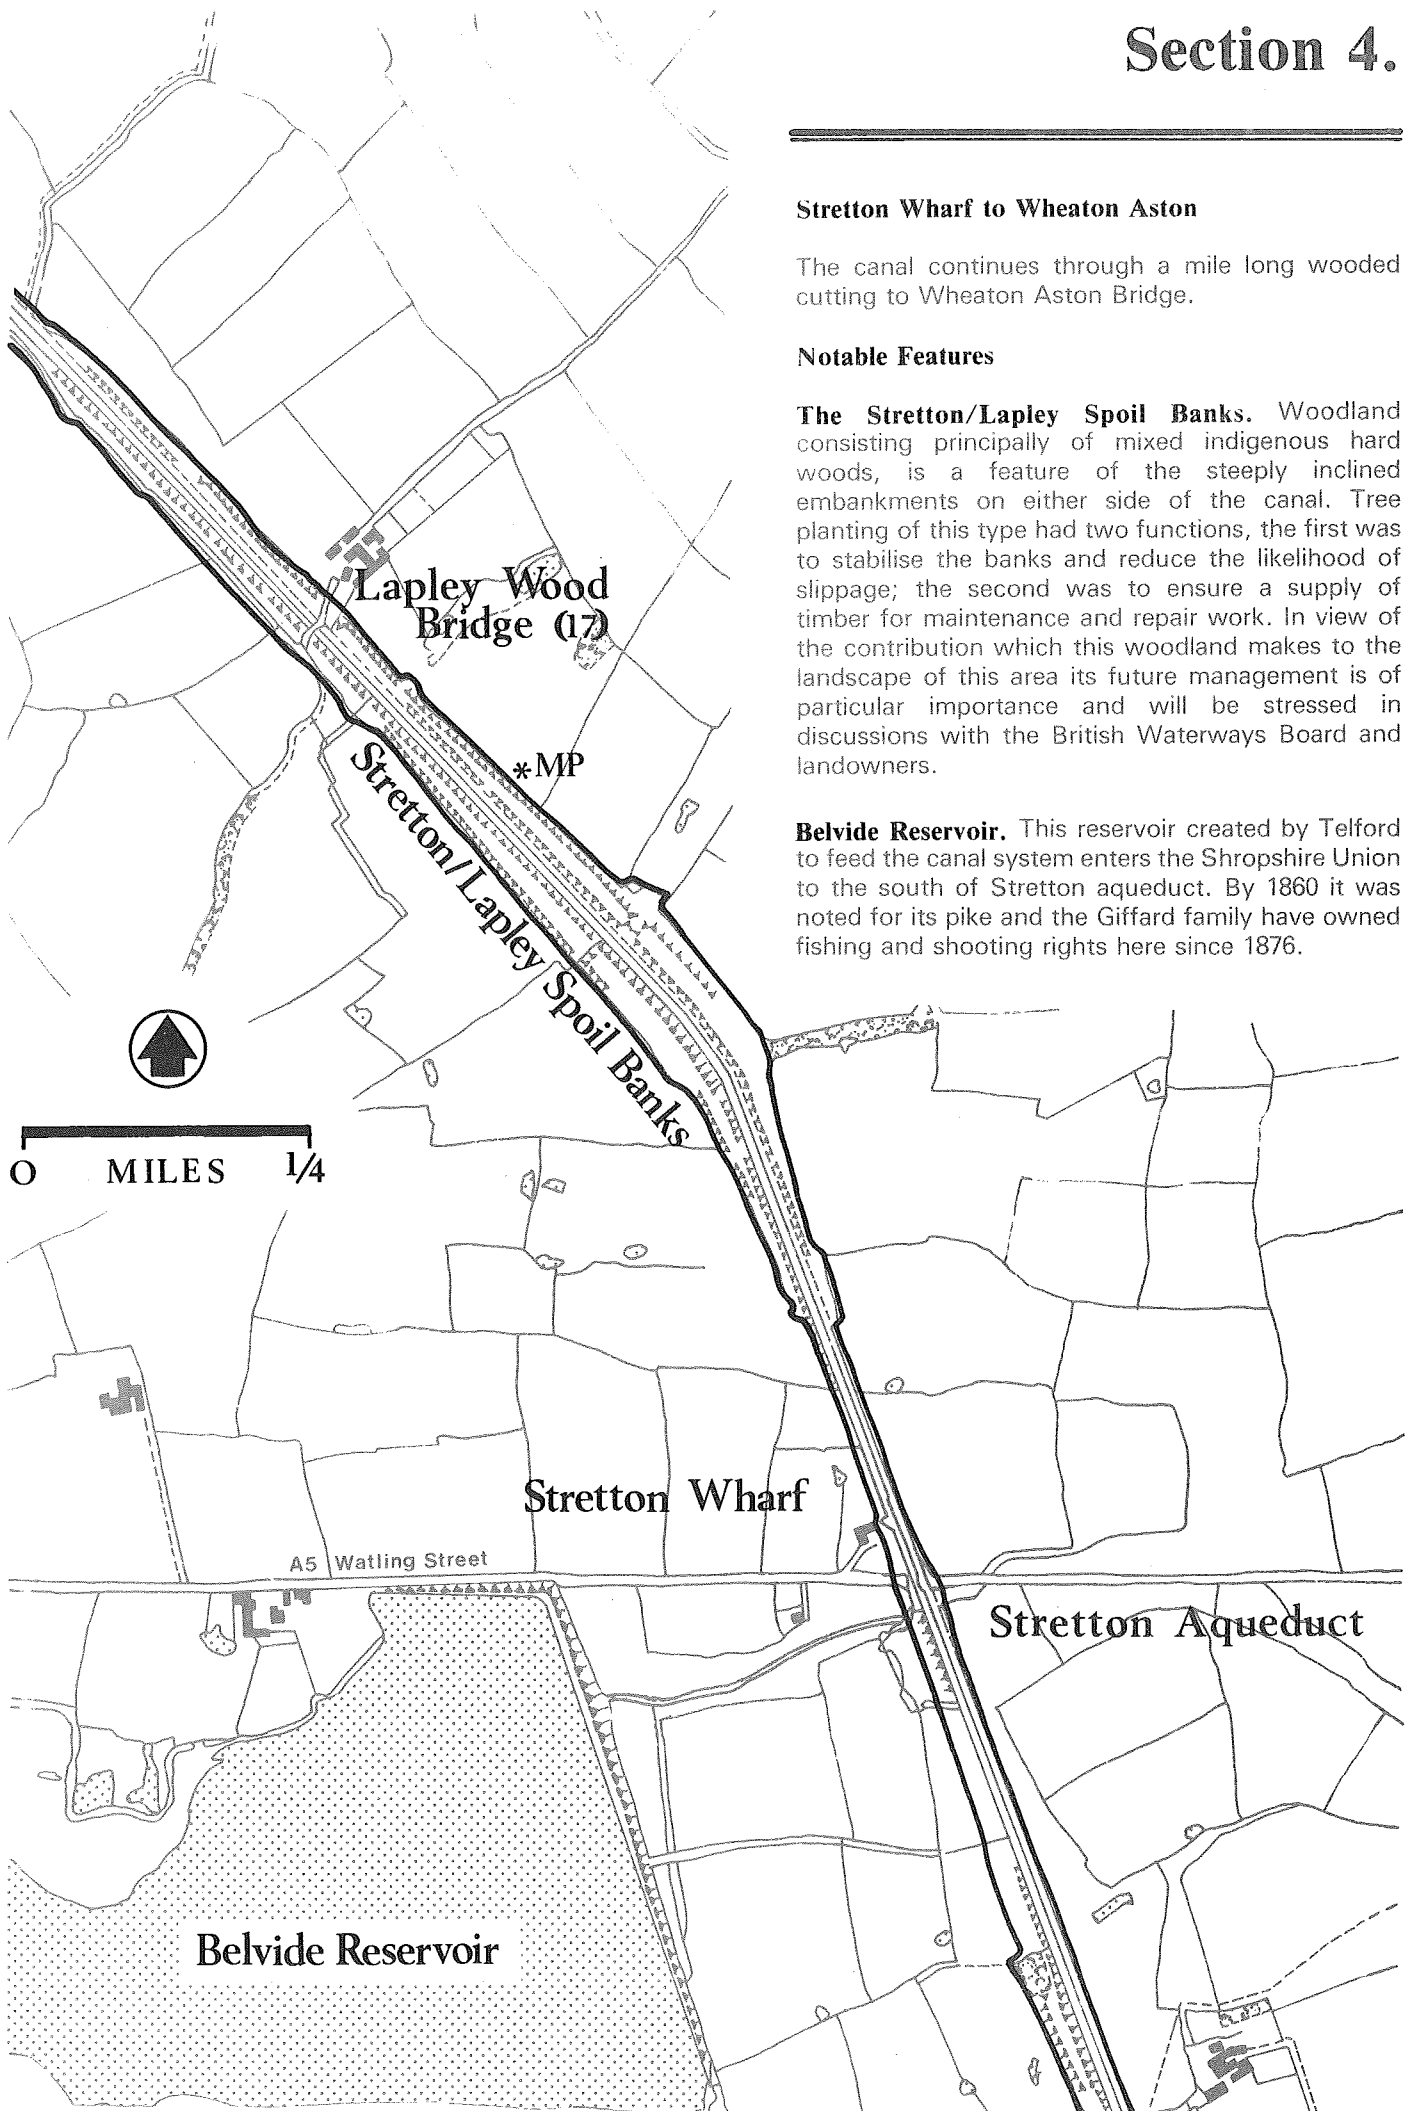 Section 4.
Stretton Wharf to Wheaton Aston
The canal continues through a mile long wooded
cutting to Wheaton Aston Bridge.
Notable Features
The Stretton/Lapley Spoil Banks. Woodland
consisting principally of mixed indigenous hard
woods, is a feature of the steeply inclined
embankments on either side of the canal. Tree
planting of this type had two functions, the first was
to stabilise the banks and reduce the likelihood of
slippage; the second was to ensure a supply of
timber for maintenance and repair work. In view of
the contribution which this woodland makes to the
landscape of this area its future management is of
particular importance and will be stressed in
discussions with the British Waterways Board and
landowners.
Belvide Reservoir. This reservoir created by Telford
to feed the canal system enters the Shropshire Union
to the south of Stretton aqueduct. By 1860 it was
noted for its pike and the Giffard family have owned
fishing and shooting rights here since 1876.
Lapley Wood
Bridge (17)
*MP
Stretton/Lapley Spoil Banks
O MILES 1/4
Stretton Wharf
A5 Watling Street
Stretton Aqueduct
Belvide Reservoir